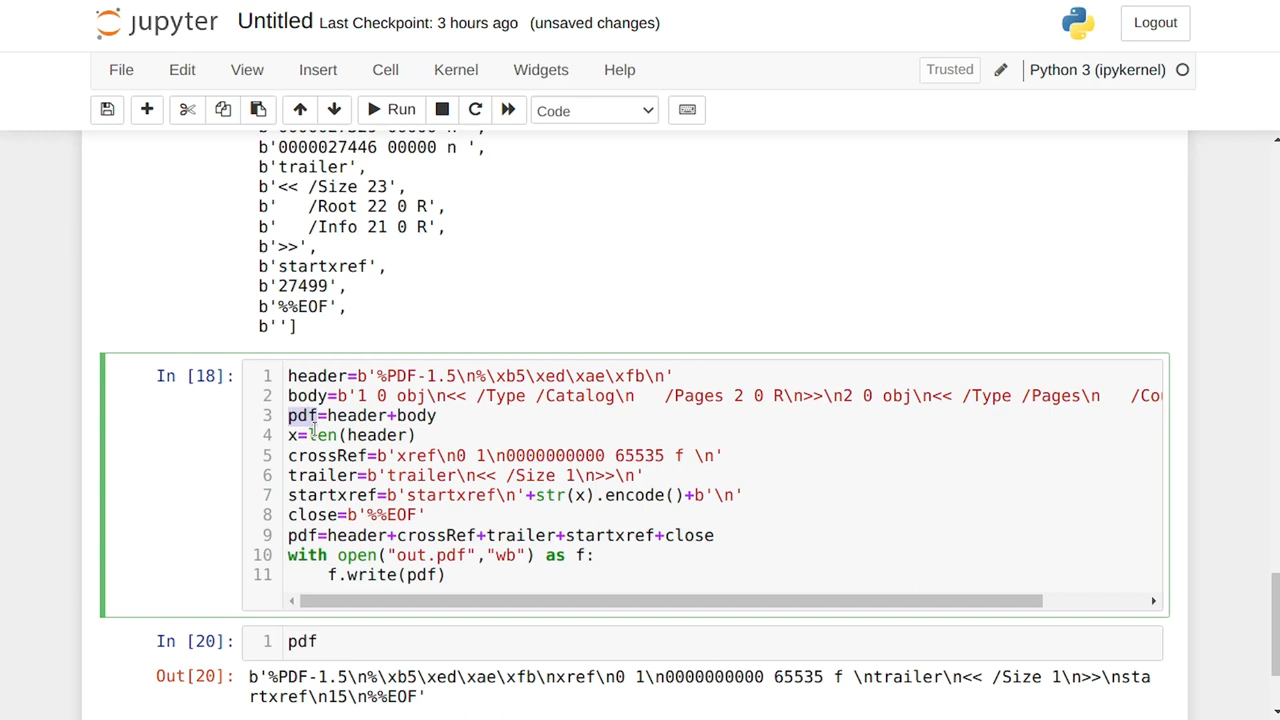 jupyter Untitled Last Checkpoint: 3 hours ago (unsaved changes) Logout
File Edit View Insert Cell Kernel Widgets Help Trusted Python 3 (ipykernel)
Run Code
b'0000027446 00000 n ',
b'trailer',
b'<< /Size 23',
b'   /Root 22 0 R',
b'   /Info 21 0 R',
b'>>',
b'startxref',
b'27499',
b'%%EOF',
b'']
In [18]: 1 header=b'%PDF-1.5\n%\xb5\xed\xae\xfb\n'
2 body=b'1 0 obj\n<< /Type /Catalog\n   /Pages 2 0 R\n>>\n2 0 obj\n<< /Type /Pages\n   /Co
3 pdf=header+body
4 x=len(header)
5 crossRef=b'xref\n0 1\n0000000000 65535 f \n'
6 trailer=b'trailer\n<< /Size 1\n>>\n'
7 startxref=b'startxref\n'+str(x).encode()+b'\n'
8 close=b'%%EOF'
9 pdf=header+crossRef+trailer+startxref+close
10 with open("out.pdf","wb") as f:
11     f.write(pdf)
In [20]: 1 pdf
Out[20]: b'%PDF-1.5\n%\xb5\xed\xae\xfb\nxref\n0 1\n0000000000 65535 f \ntrailer\n<< /Size 1\n>>\nsta
rtxref\n15\n%%EOF'